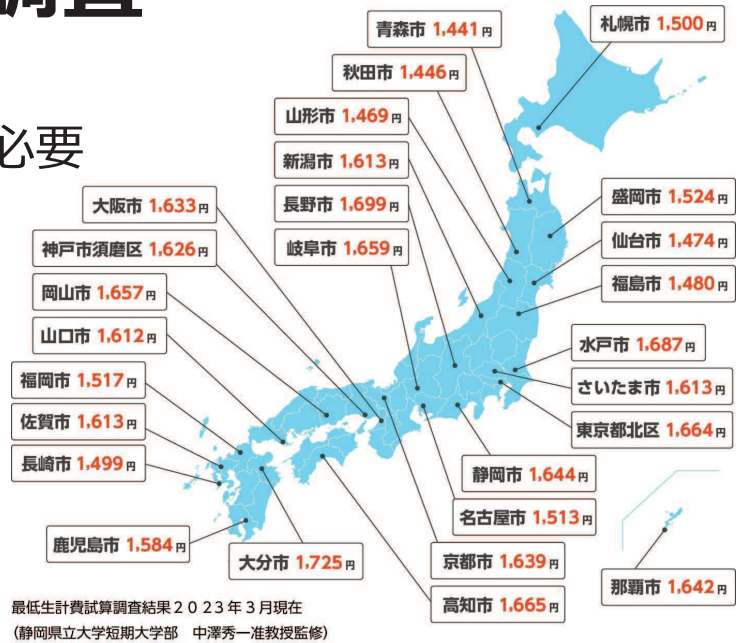 調査
必要
青森市 1,441円
札幌市 1,500円
秋田市 1,446円
山形市 1,469円
新潟市 1,613円
長野市 1,699円
岐阜市 1,659円
大阪市 1,633円
神戸市須磨区 1,626円
岡山市 1,657円
山口市 1,612円
福岡市 1,517円
佐賀市 1,613円
長崎市 1,499円
鹿児島市 1,584円
大分市 1,725円
盛岡市 1,524円
仙台市 1,474円
福島市 1,480円
水戸市 1,687円
さいたま市 1,613円
東京都北区 1,664円
静岡市 1,644円
名古屋市 1,513円
京都市 1,639円
高知市 1,665円
那覇市 1,642円
最低生計費試算調査結果2023年3月現在
(静岡県立大学短期大学部 中澤秀一准教授監修)